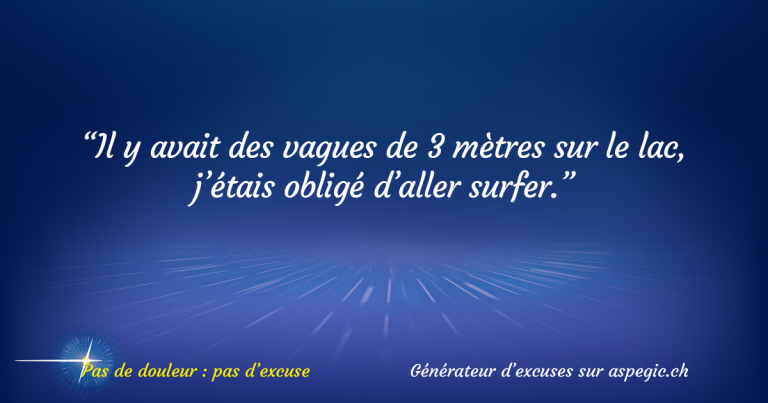 “Il y avait des vagues de 3 mètres sur le lac,
j’étais obligé d’aller surfer.”
Pas de douleur : pas d’excuse
Générateur d’excuses sur aspegic.ch